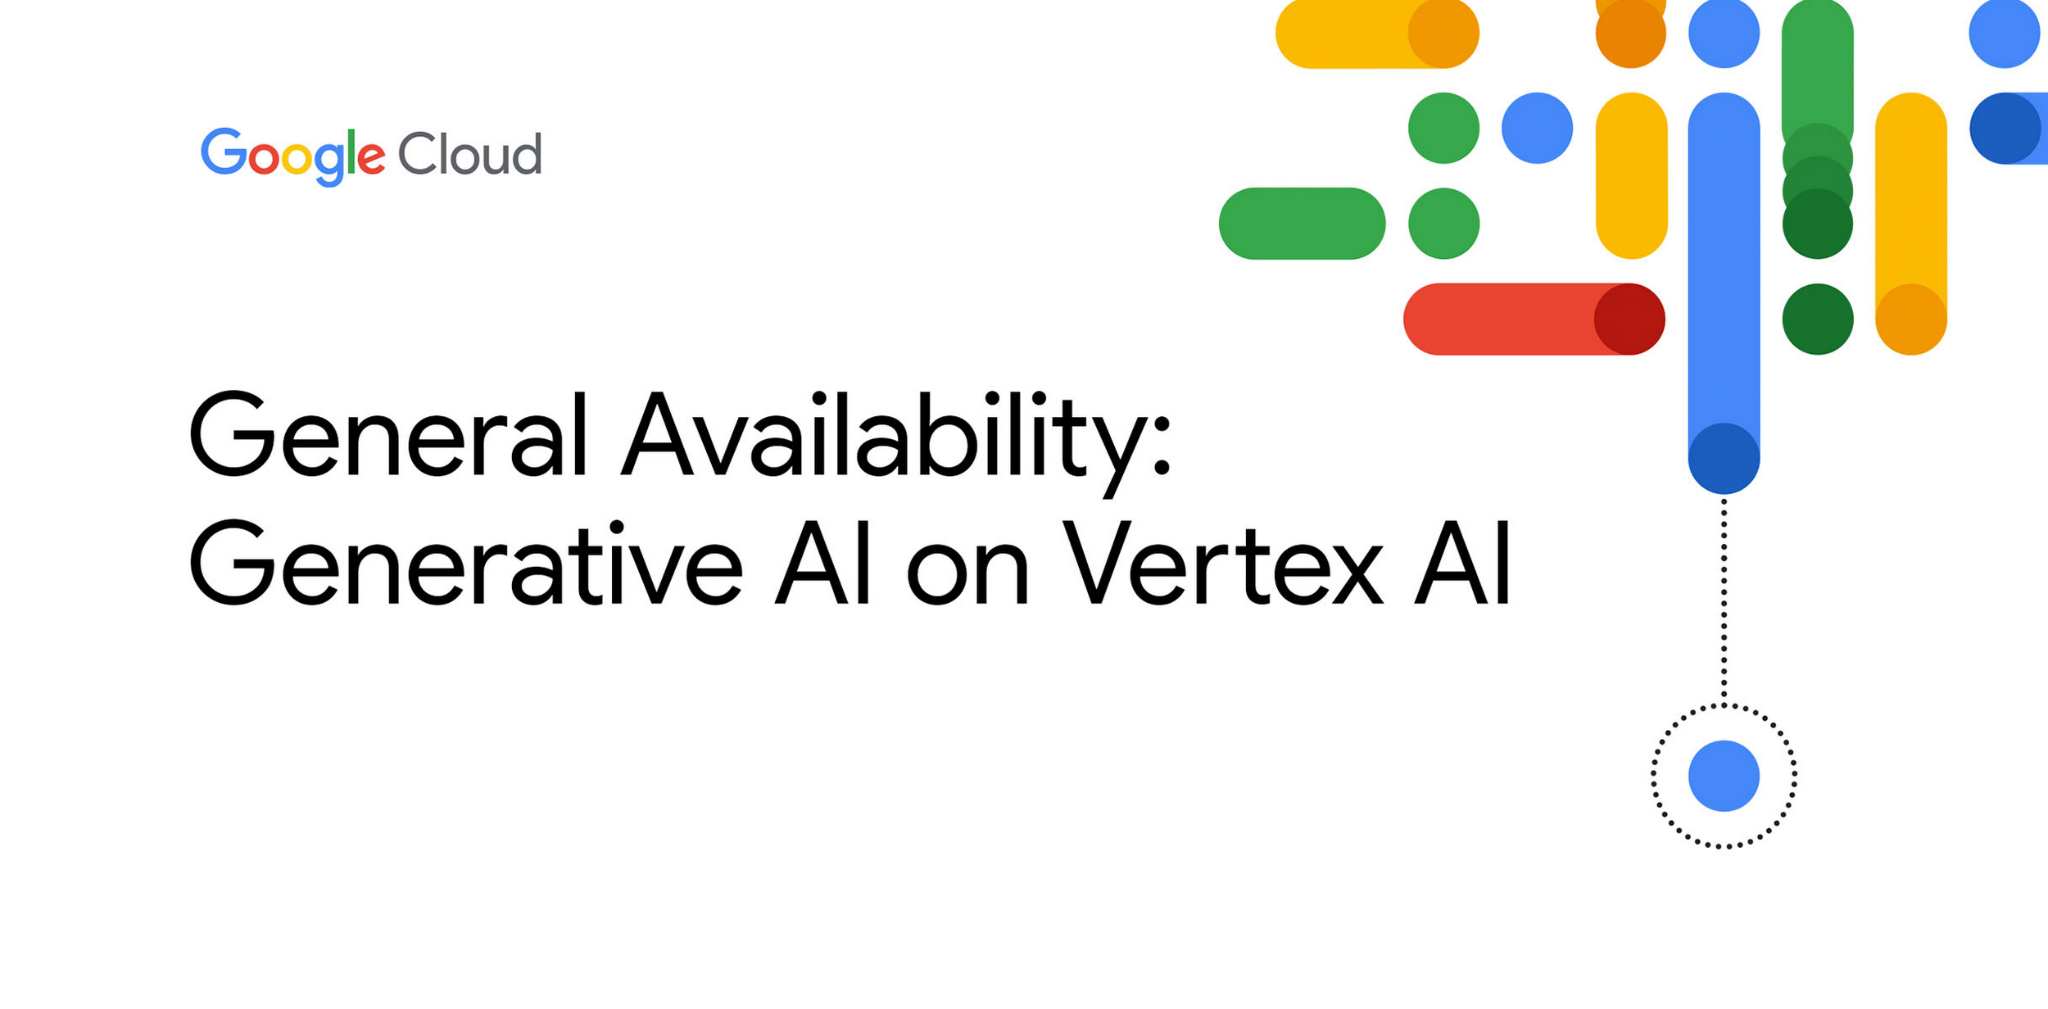 Google Cloud
General Availability:
Generative AI on Vertex AI